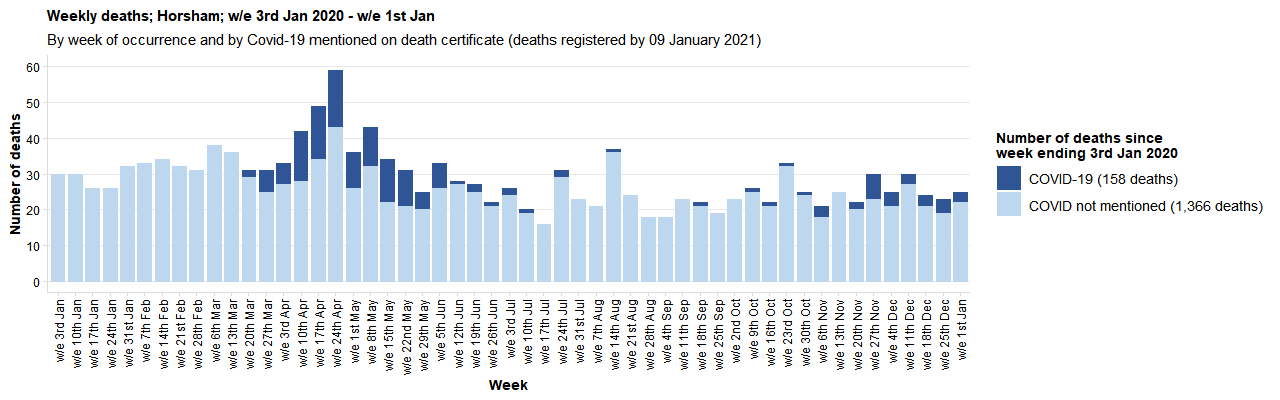 Weekly deaths; Horsham; w/e 3rd Jan 2020 - w/e 1st Jan
By week of occurrence and by Covid-19 mentioned on death certificate (deaths registered by 09 January 2021)
Number of deaths
60
50
40
30
20
10
0
w/e 3rd Jan
w/e 10th Jan
w/e 17th Jan
w/e 24th Jan
w/e 31st Jan
w/e 7th Feb
w/e 14th Feb
w/e 21st Feb
w/e 28th Feb
w/e 6th Mar
w/e 13th Mar
w/e 20th Mar
w/e 27th Mar
w/e 3rd Apr
w/e 10th Apr
w/e 17th Apr
w/e 24th Apr
w/e 1st May
w/e 8th May
w/e 15th May
w/e 22nd May
w/e 29th May
w/e 5th Jun
w/e 12th Jun
w/e 19th Jun
w/e 26th Jun
w/e 3rd Jul
w/e 10th Jul
w/e 17th Jul
w/e 24th Jul
w/e 31st Jul
w/e 7th Aug
w/e 14th Aug
w/e 21st Aug
w/e 28th Aug
w/e 4th Sep
w/e 11th Sep
w/e 18th Sep
w/e 25th Sep
w/e 2nd Oct
w/e 9th Oct
w/e 16th Oct
w/e 23rd Oct
w/e 30th Oct
w/e 6th Nov
w/e 13th Nov
w/e 20th Nov
w/e 27th Nov
w/e 4th Dec
w/e 11th Dec
w/e 18th Dec
w/e 25th Dec
w/e 1st Jan
Week
Number of deaths since
week ending 3rd Jan 2020
COVID-19 (158 deaths)
COVID not mentioned (1,366 deaths)